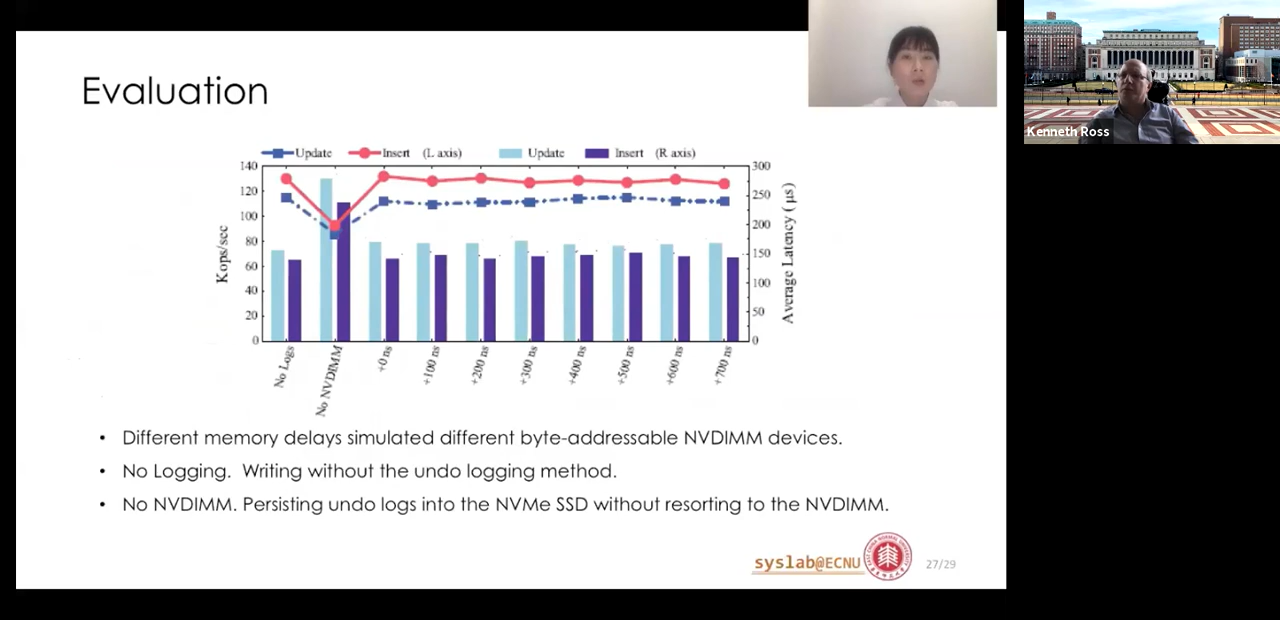 Evaluation
Update Insert (L axis) Update Insert (R axis)
140
120
100
80
60
40
20
0
Kops/sec
300
250
200
150
100
50
0
Average Latency (μs)
No Logs
No NVDIMM
+0 ns
+100 ns
+200 ns
+300 ns
+400 ns
+500 ns
+600 ns
+700 ns
• Different memory delays simulated different byte-addressable NVDIMM devices.
• No Logging. Writing without the undo logging method.
• No NVDIMM. Persisting undo logs into the NVMe SSD without resorting to the NVDIMM.
syslab@ECNU
27/29
Kenneth Ross